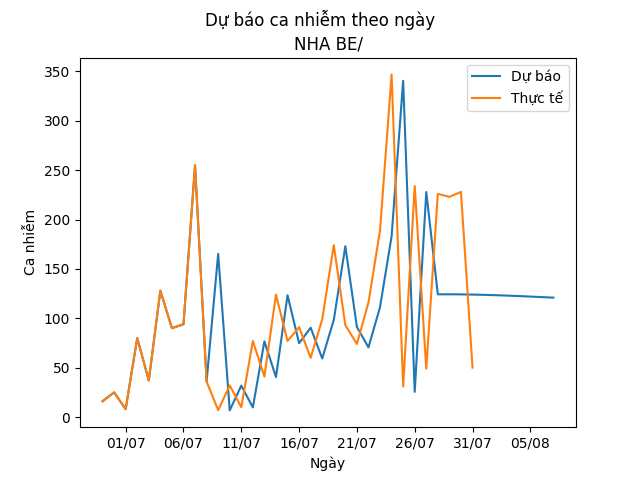 Dự báo ca nhiễm theo ngày
NHA BE/
Dự báo
Thực tế
350
300
250
200
150
100
50
0
Ca nhiễm
01/07 06/07 11/07 16/07 21/07 26/07 31/07 05/08
Ngày